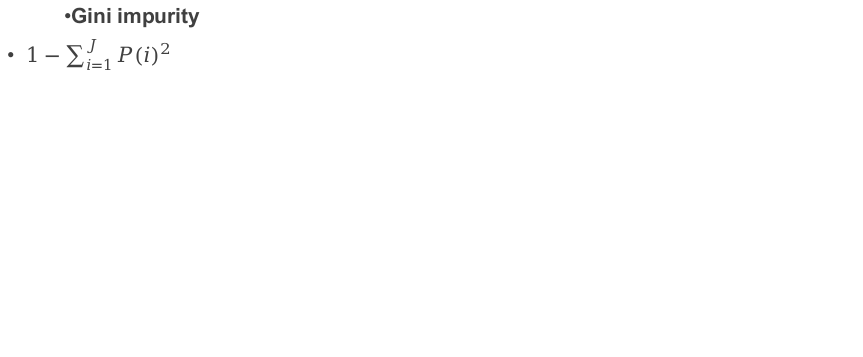 •Gini impurity
• 1 − ∑_{i=1}^{J} P(i)^2